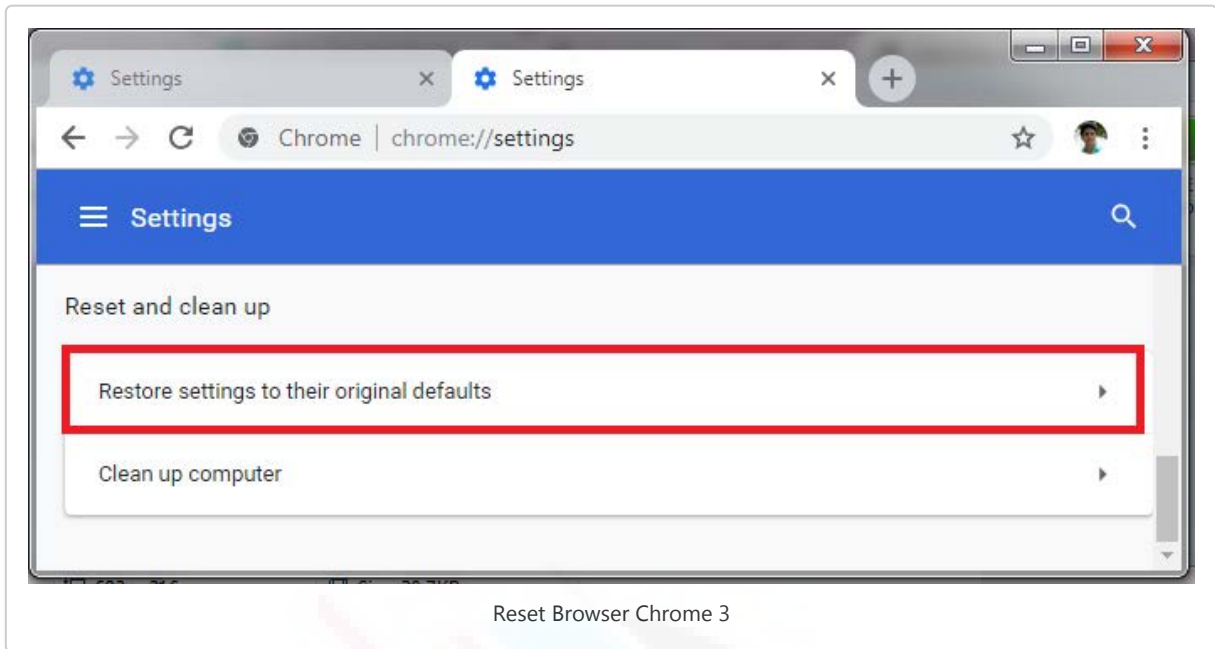 Settings
Settings
Chrome | chrome://settings
Settings
Reset and clean up
Restore settings to their original defaults
Clean up computer
Reset Browser Chrome 3